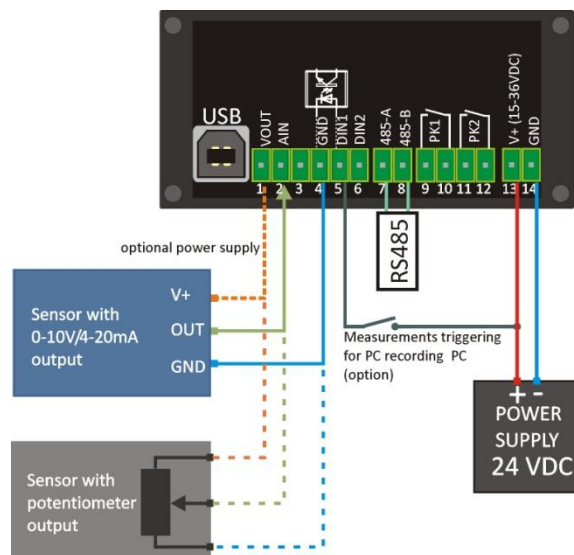 USB
VOUT
AIN
GND
DIN1
DIN2
485-A
485-B
PK1
PK2
V+ (15-36VDC)
GND
1 2 3 4 5 6 7 8 9 10 11 12 13 14
optional power supply
RS485
Sensor with
0-10V/4-20mA
output
V+
OUT
GND
Measurements triggering
for PC recording PC
(option)
+ -
POWER
SUPPLY
24 VDC
Sensor with
potentiometer
output